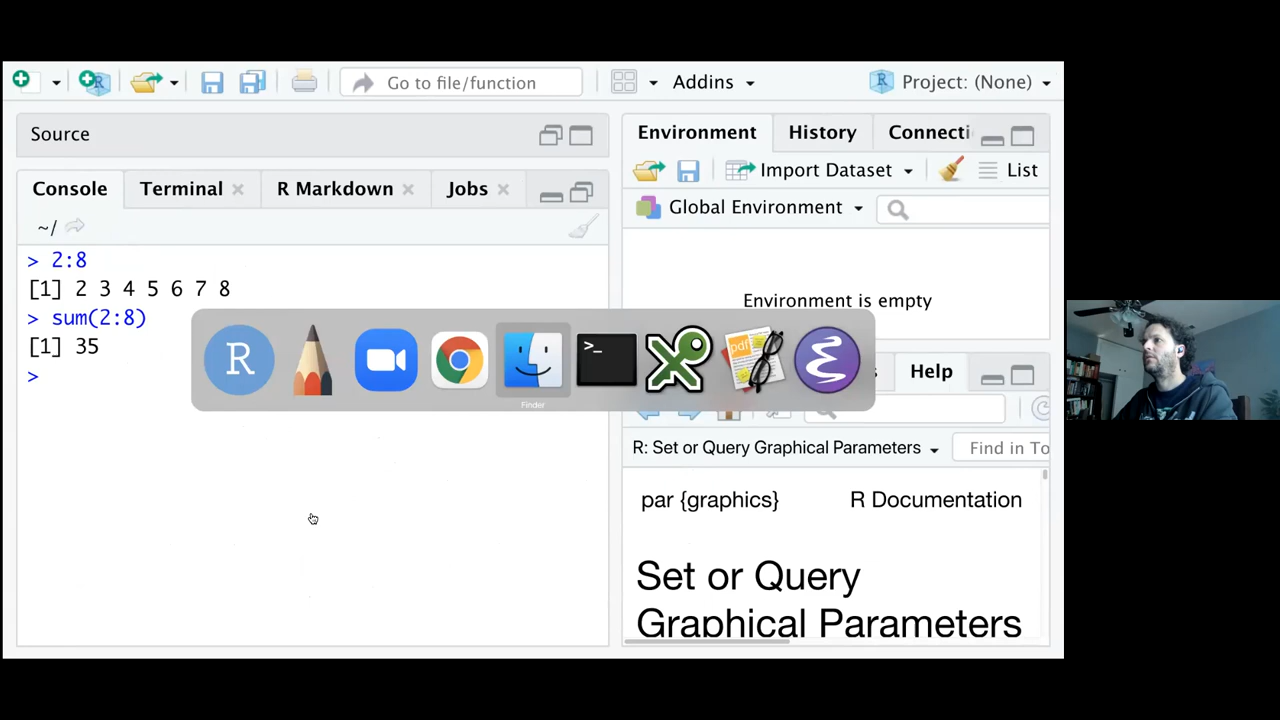 Go to file/function
Addins
Project: (None)
Source
Environment
History
Connecti
Console
Terminal
R Markdown
Jobs
Import Dataset
List
~/
Global Environment
> 2:8
[1] 2 3 4 5 6 7 8
> sum(2:8)
[1] 35
>
Environment is empty
R
>_
pdf
Finder
Help
R: Set or Query Graphical Parameters
Find in To
par {graphics}
R Documentation
Set or Query
Graphical Parameters